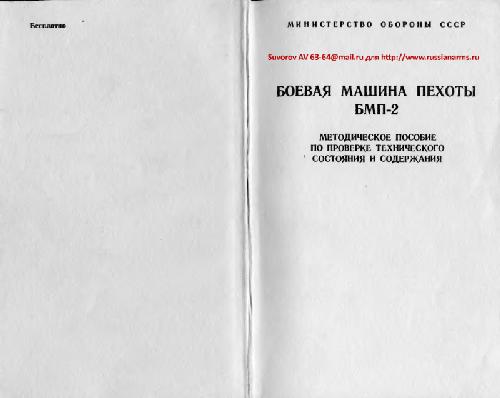 Бесплатно
МИНИСТЕРСТВО ОБОРОНЫ СССР
Suvorov AV 63-64@mail.ru для http://www.russianarms.ru
БОЕВАЯ МАШИНА ПЕХОТЫ
БМП-2
МЕТОДИЧЕСКОЕ ПОСОБИЕ
ПО ПРОВЕРКЕ ТЕХНИЧЕСКОГО
СОСТОЯНИЯ И СОДЕРЖАНИЯ